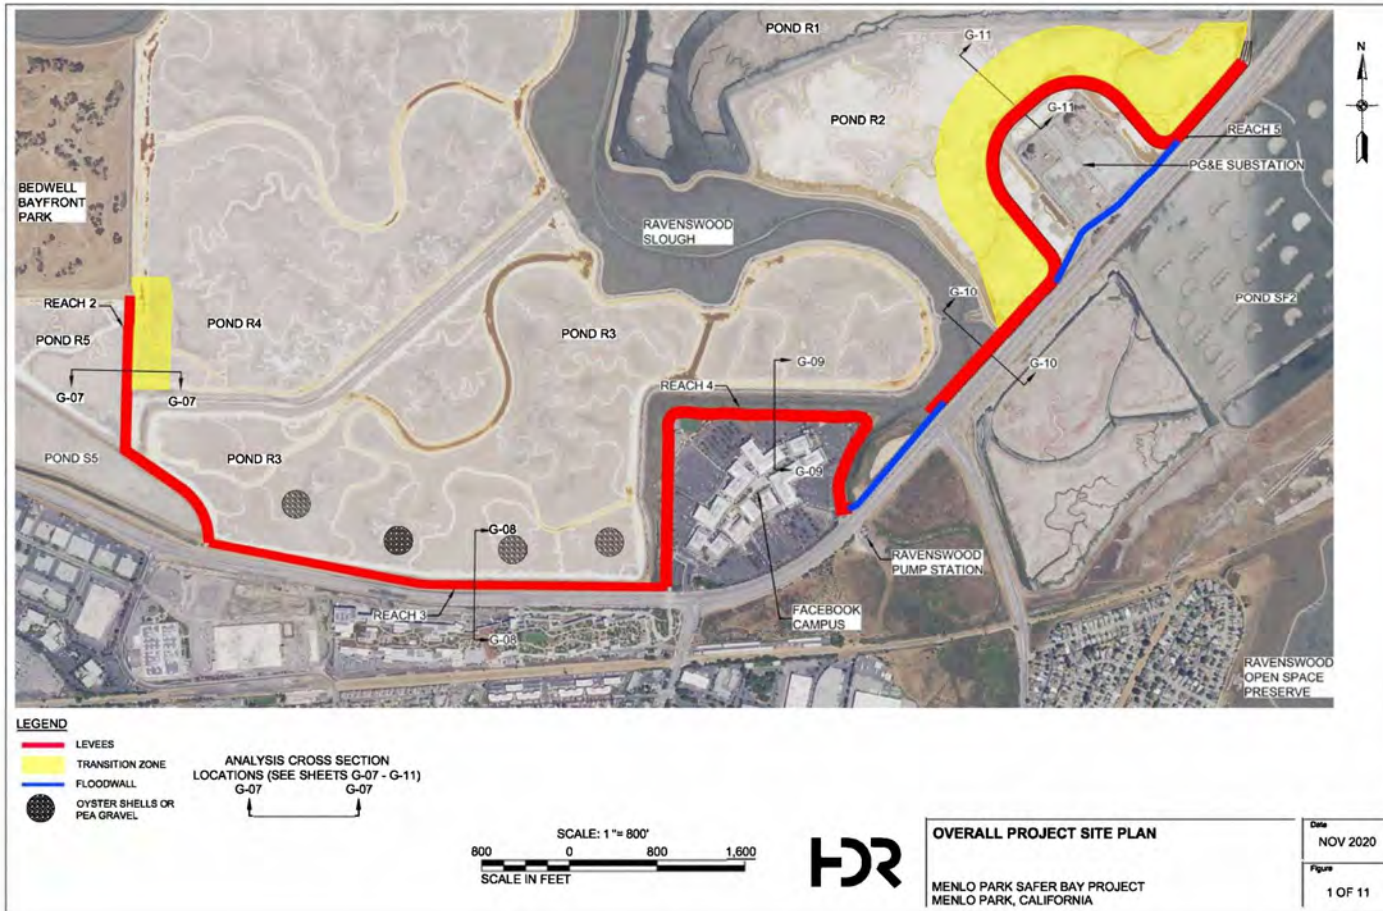 POND R1
G-11
N
G-11
POND R2
REACH 5
PG&E SUBSTATION
BEDWELL
BAYFRONT
PARK
RAVENSWOOD
SLOUGH
G-10
POND SF2
REACH 2
POND R4
POND R5
POND R3
G-09
G-10
REACH 4
G-07
G-07
POND S5
POND R3
G-09
G-08
RAVENSWOOD
PUMP STATION
REACH 3
FACEBOOK
CAMPUS
G-08
RAVENSWOOD
OPEN SPACE
PRESERVE
LEGEND
LEVEES
TRANSITION ZONE
FLOODWALL
OYSTER SHELLS OR
PEA GRAVEL
ANALYSIS CROSS SECTION
LOCATIONS (SEE SHEETS G-07 - G-11)
G-07 G-07
SCALE: 1"= 800'
800 0 800 1,600
SCALE IN FEET
HDR
OVERALL PROJECT SITE PLAN
MENLO PARK SAFER BAY PROJECT
MENLO PARK, CALIFORNIA
Date
NOV 2020
Figure
1 OF 11